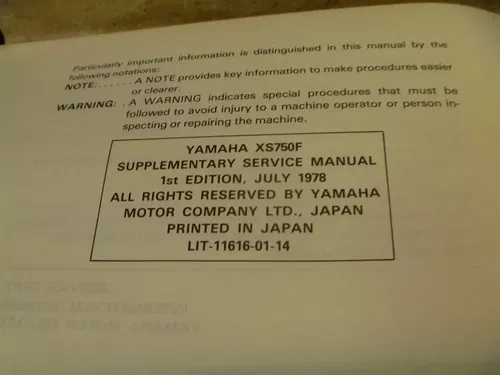 Particularly important information is distinguished in this manual by the
following notations:
NOTE: . . . . . . A NOTE provides key information to make procedures easier
or clearer.
WARNING: . A WARNING indicates special procedures that must be
followed to avoid injury to a machine operator or person in-
specting or repairing the machine.
YAMAHA XS750F
SUPPLEMENTARY SERVICE MANUAL
1st EDITION, JULY 1978
ALL RIGHTS RESERVED BY YAMAHA
MOTOR COMPANY LTD., JAPAN
PRINTED IN JAPAN
LIT-11616-01-14